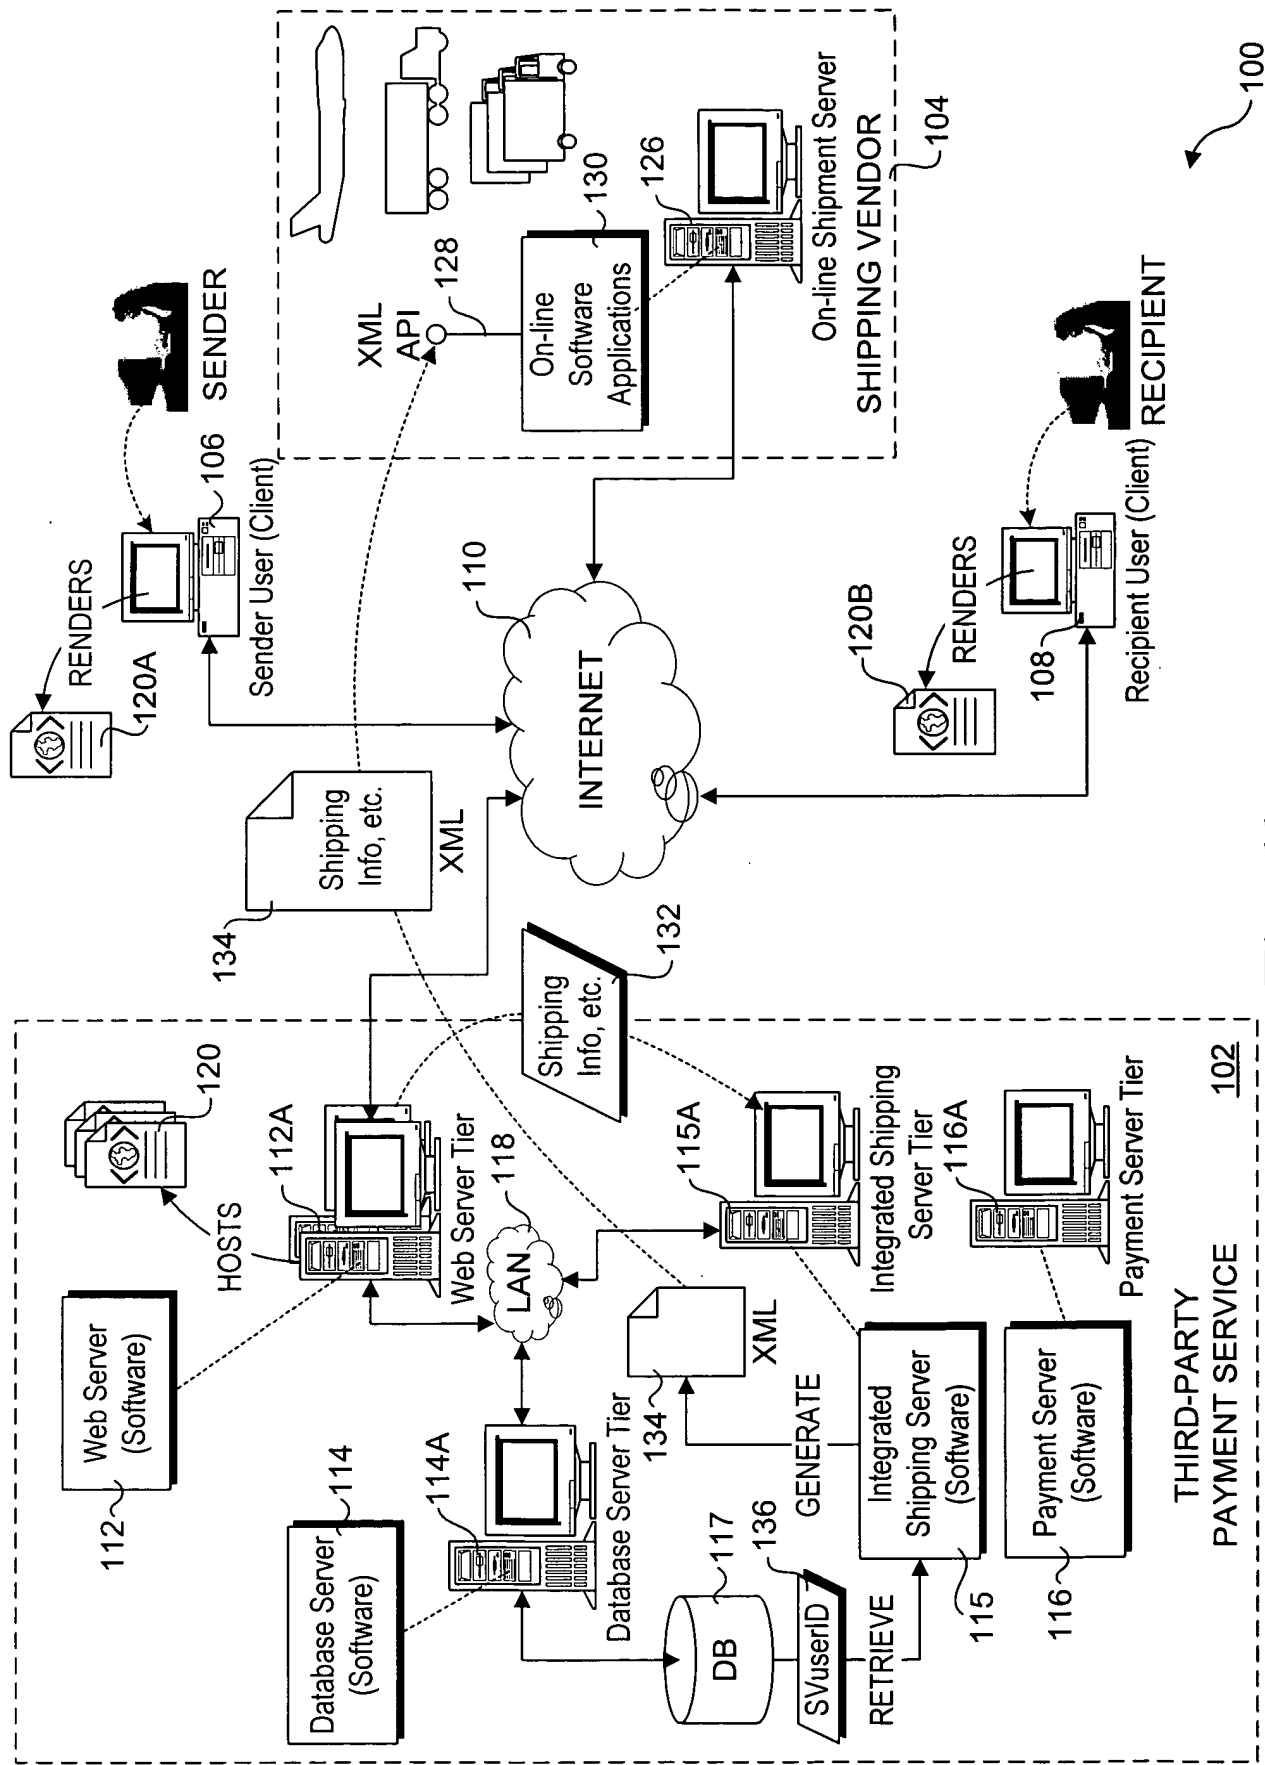 120A
RENDERS
106
Sender User (Client)
SENDER
134
Shipping
Info, etc.
XML
XML
API
128
On-line
Software
Applications
130
126
On-line Shipment Server
SHIPPING VENDOR
104
110
INTERNET
120B
RENDERS
108
Recipient User (Client)
RECIPIENT
100
112
Web Server
(Software)
HOSTS
120
112A
Web Server Tier
Shipping
Info, etc.
132
114
Database Server
(Software)
114A
Database Server Tier
LAN
118
115A
Integrated Shipping
Server Tier
134
XML
GENERATE
117
DB
136
SVuserID
RETRIEVE
Integrated
Shipping Server
(Software)
115
116A
Payment Server Tier
Payment Server
(Software)
116
THIRD-PARTY
PAYMENT SERVICE
102